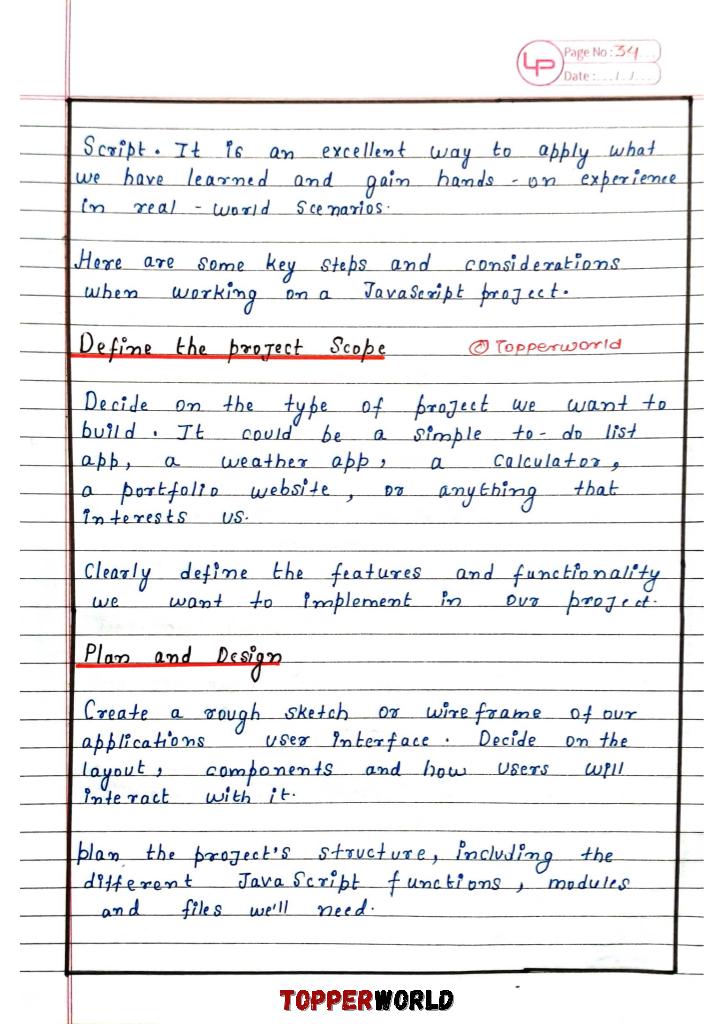 LP
Page No: 34...
Date: ... / ../ ...
Script. It is an excellent way to apply what
we have learned and gain hands - on experience
in real - world scenarios.
Here are some key steps and considerations
when working on a JavaScript project.
Define the project Scope
© Topperworld
Decide on the type of project we want to
build. It could be a simple to- do list
app, a weather app, a calculator,
a portfolio website, or anything that
interests us.
Clearly define the features and functionality
we want to implement in our project.
Plan and Design
Create a rough sketch or wireframe of our
applications user interface. Decide on the
layout, components and how users will
interact with it.
plan the project's structure, including the
different JavaScript functions, modules
and files we'll need.
TOPPERWORLD